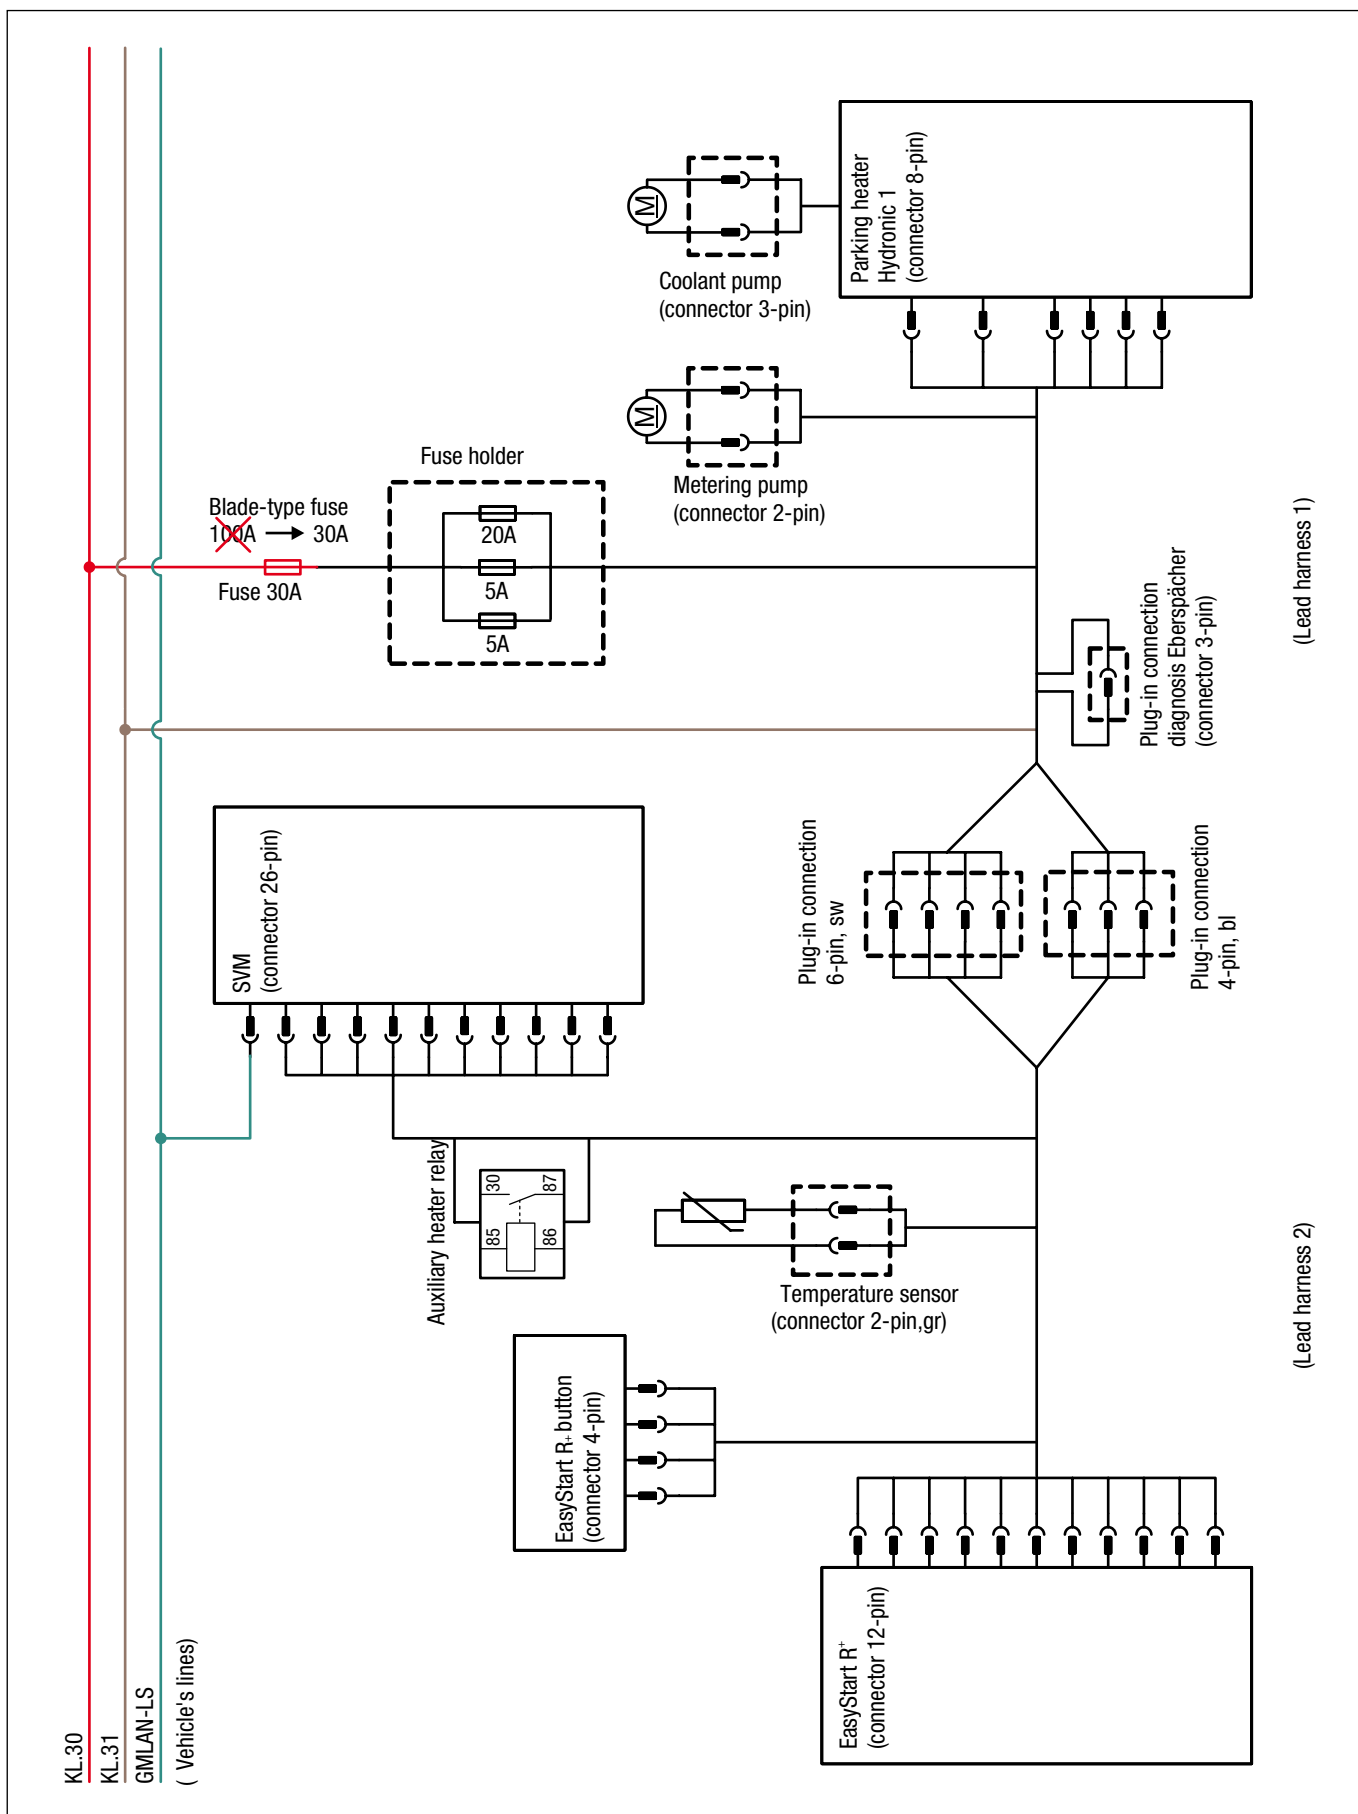 Parking heater
Hydronic 1
(connector 8-pin)
Coolant pump
(connector 3-pin)
M
M
Metering pump
(connector 2-pin)
Fuse holder
20A
5A
5A
Blade-type fuse
100A → 30A
Fuse 30A
(Lead harness 1)
Plug-in connection
diagnosis Eberspächer
(connector 3-pin)
SVM
(connector 26-pin)
Plug-in connection
6-pin, sw
Plug-in connection
4-pin, bl
Auxiliary heater relay
30
87
85
86
Temperature sensor
(connector 2-pin,gr)
(Lead harness 2)
EasyStart R+ button
(connector 4-pin)
EasyStart R+
(connector 12-pin)
KL.30
KL.31
GMLAN-LS
( Vehicle's lines)